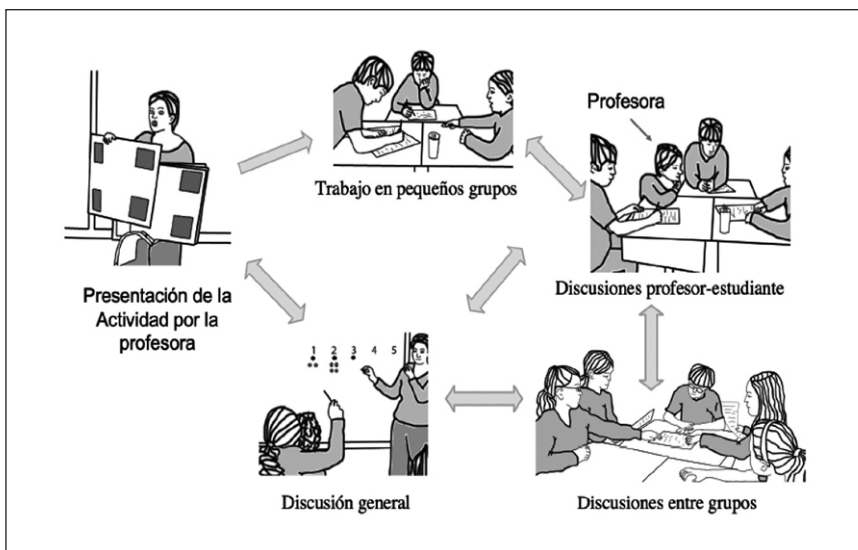 Profesora
Trabajo en pequeños grupos
Presentación de la
Actividad por la
profesora
Discusiones profesor-estudiante
1 2 3 4 5
Discusión general
Discusiones entre grupos